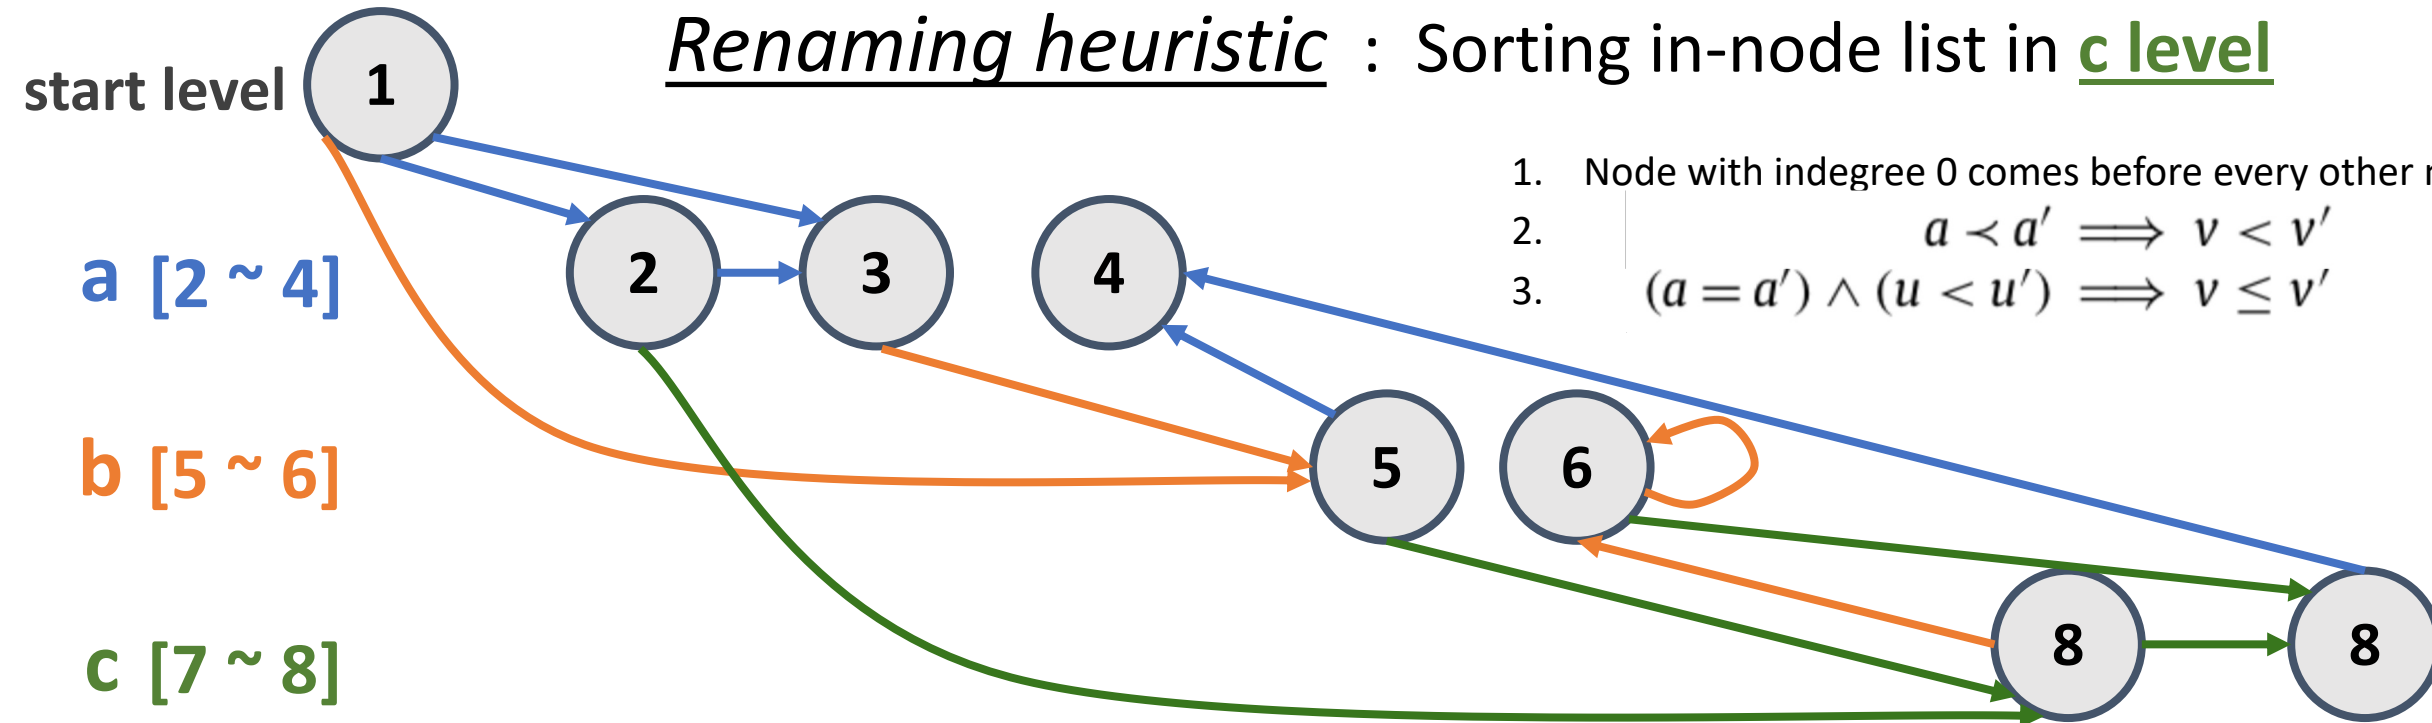 Renaming heuristic : Sorting in-node list in c level
start level
1
1. Node with indegree 0 comes before every other
2. a ≺ a′ ⟹ v < v′
3. (a = a′) ∧ (u < u′) ⟹ v ≤ v′
a [2 ~ 4]
2
3
4
b [5 ~ 6]
5
6
c [7 ~ 8]
8
8